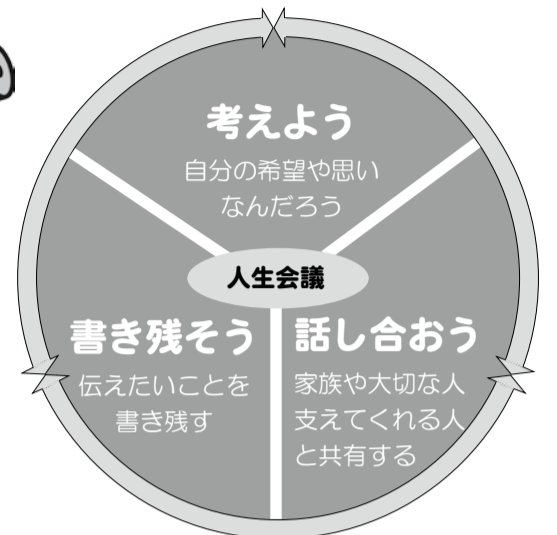 考えよう
自分の希望や思い
なんだろう
人生会議
書き残そう
伝えたいことを
書き残す
話し合おう
家族や大切な人
支えてくれる人
と共有する